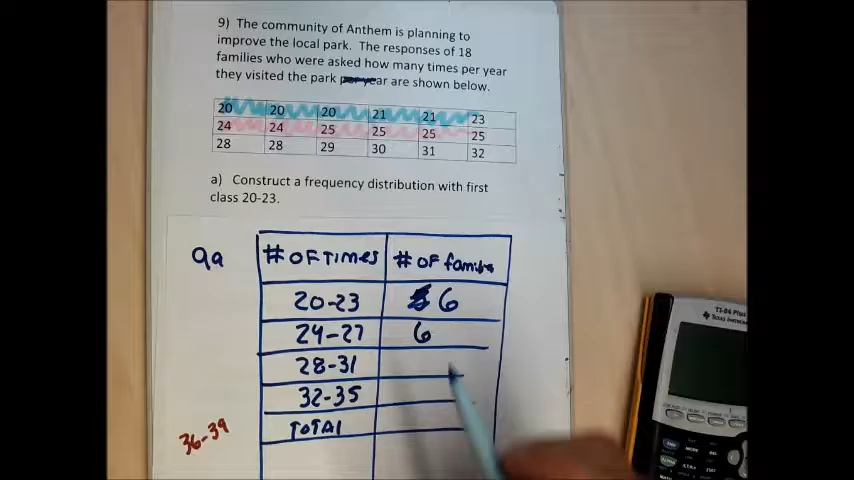 9) The community of Anthem is planning to
improve the local park. The responses of 18
families who were asked how many times per year
they visited the park are shown below.
20 20 20 21 21 23
24 24 25 25 25 25
28 28 29 30 31 32
a) Construct a frequency distribution with first
class 20-23.
9a
# OF TIMES # OF families
20-23 6
24-27 6
28-31
32-35
TOTAL
36-39
TI-84 Plus
TEXAS INSTRUMENTS